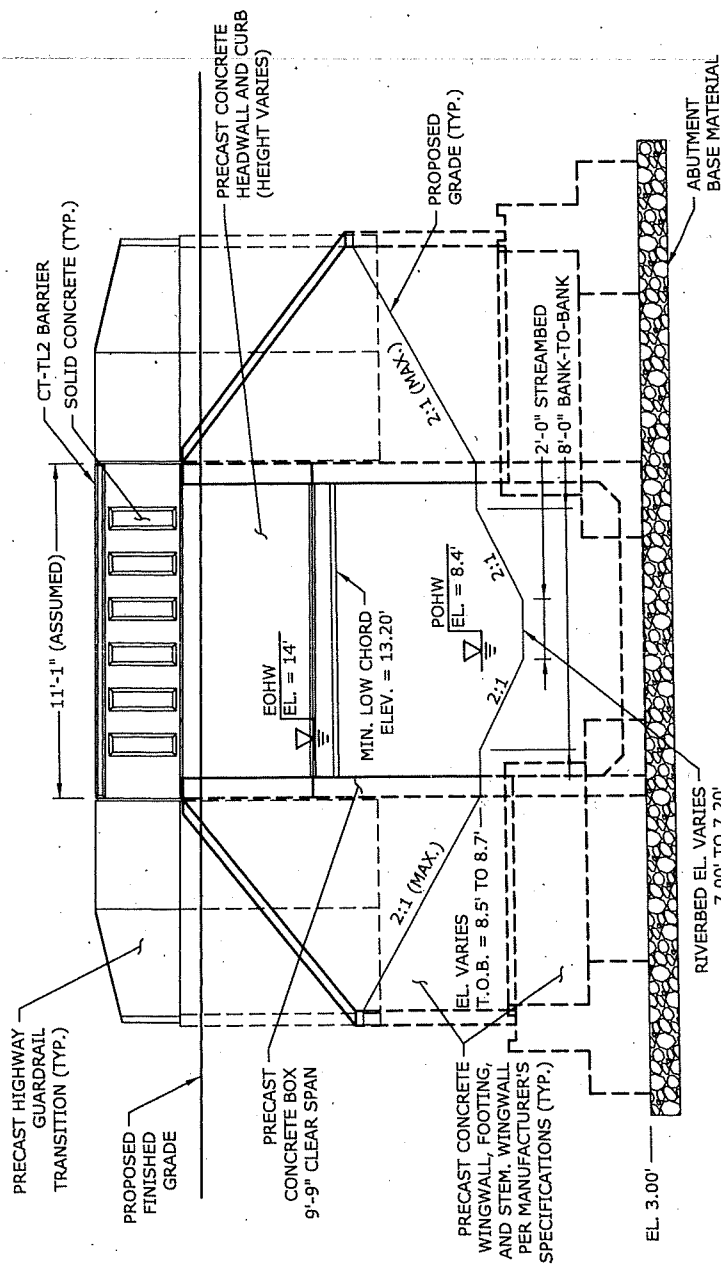 CT-TL2 BARRIER
SOLID CONCRETE (TYP.)
11'-1" (ASSUMED)
PRECAST HIGHWAY
GUARDRAIL
TRANSITION (TYP.)
PROPOSED
FINISHED
GRADE
PRECAST CONCRETE
HEADWALL AND CURB
(HEIGHT VARIES)
EOHW
EL. = 14'
MIN. LOW CHORD
ELEV. = 13.20'
PRECAST
CONCRETE BOX
9'-9" CLEAR SPAN
PROPOSED
GRADE (TYP.)
2:1 (MAX.)
2:1 (MAX.)
POHW
EL. = 8.4'
2:1
2:1
2'-0" STREAMBED
8'-0" BANK-TO-BANK
EL. VARIES
T.O.B. = 8.5' TO 8.7'
PRECAST CONCRETE
WINGWALL, FOOTING,
AND STEM. WINGWALL
PER MANUFACTURER'S
SPECIFICATIONS (TYP.)
EL. 3.00'
RIVERBED EL. VARIES
7.00' TO 7.20'
ABUTMENT
BASE MATERIAL